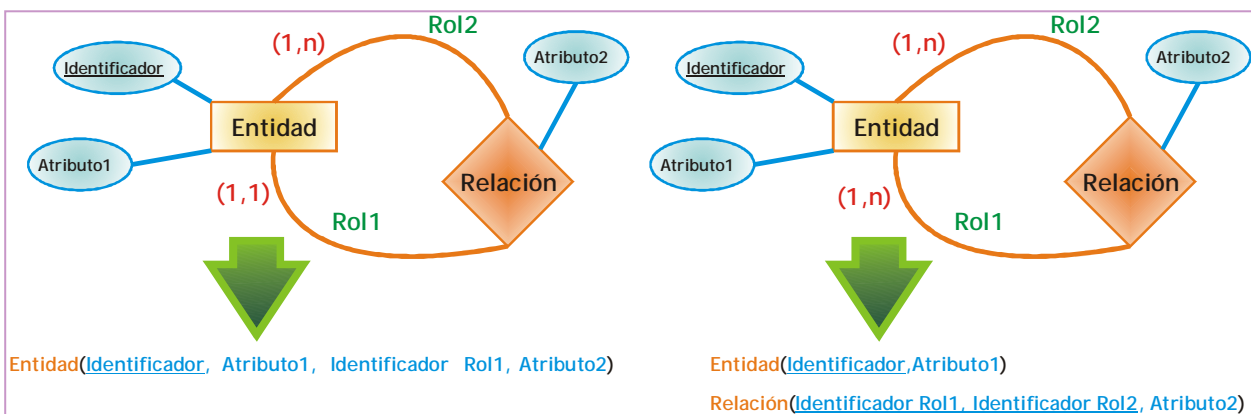 Rol2
(1,n)
Identificador
Atributo2
Entidad
Atributo1
Relación
(1,1)
Rol1
Entidad(Identificador, Atributo1, Identificador Rol1, Atributo2)
Rol2
(1,n)
Identificador
Atributo2
Entidad
Atributo1
Relación
(1,n)
Rol1
Entidad(Identificador,Atributo1)
Relación(Identificador Rol1, Identificador Rol2, Atributo2)